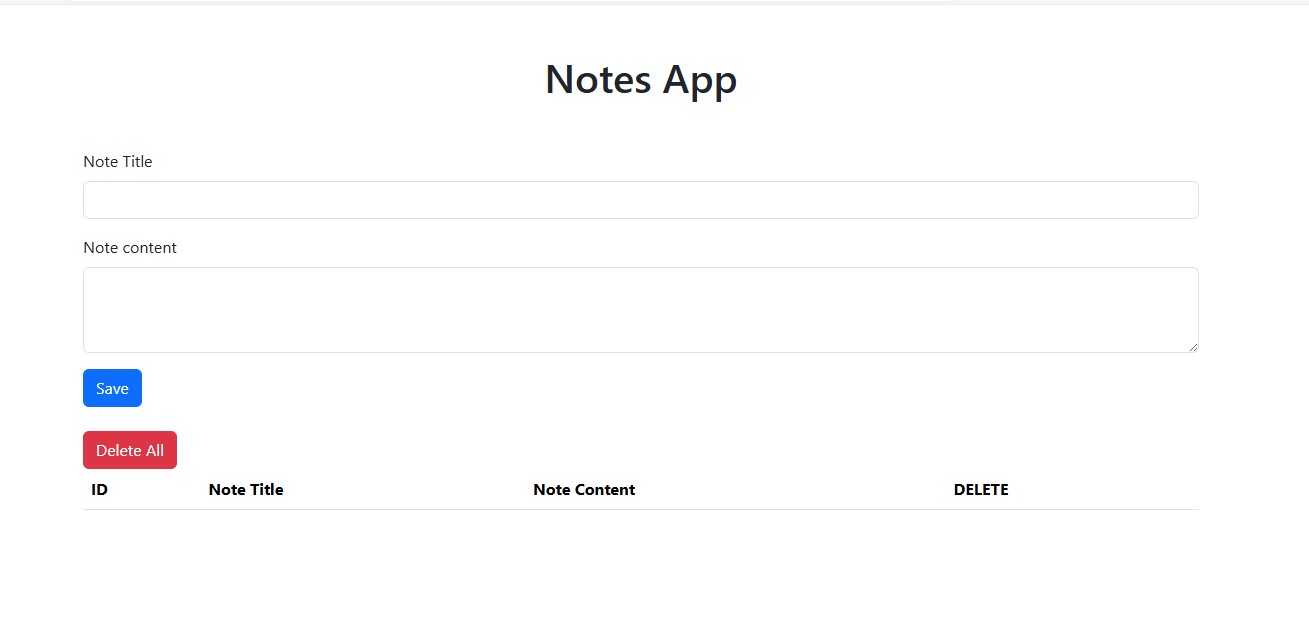 Notes App
Note Title
Note content
Save
Delete All
ID Note Title Note Content DELETE